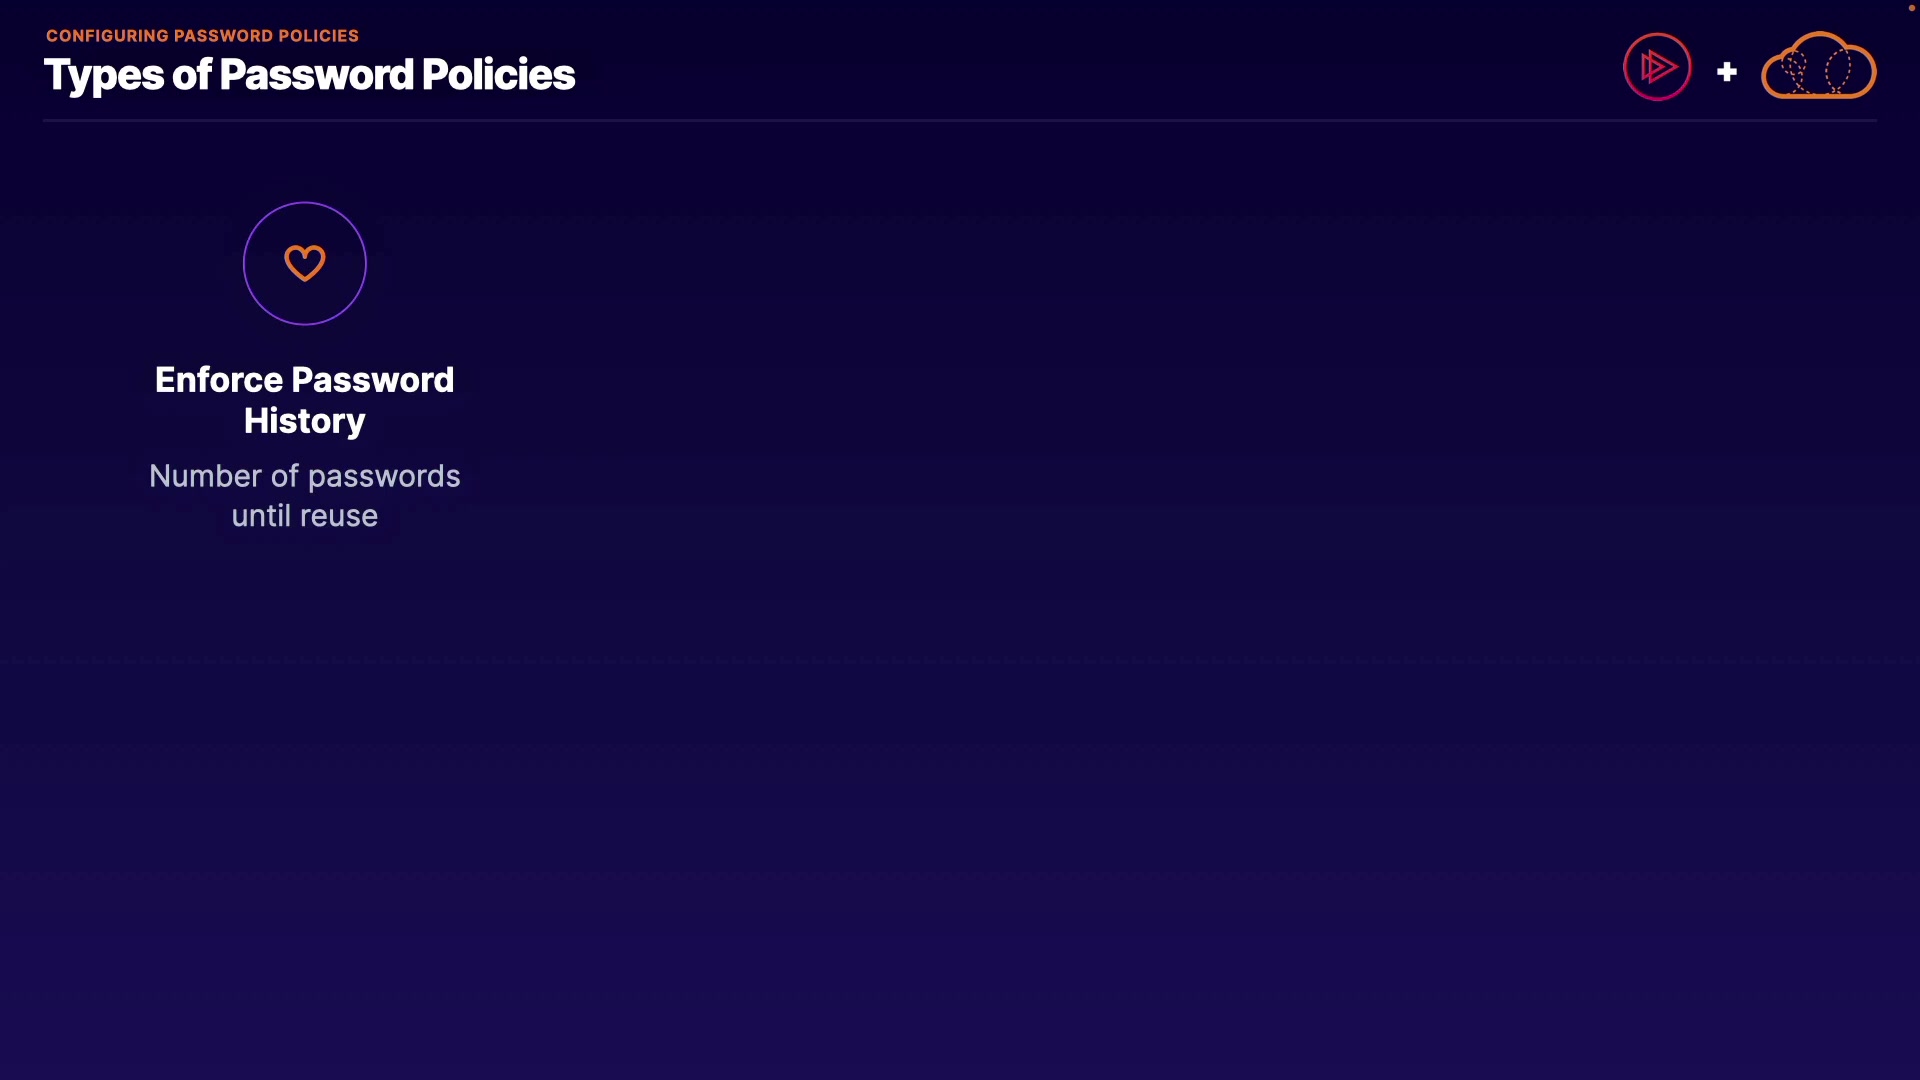 CONFIGURING PASSWORD POLICIES
Types of Password Policies
Enforce Password
History
Number of passwords
until reuse